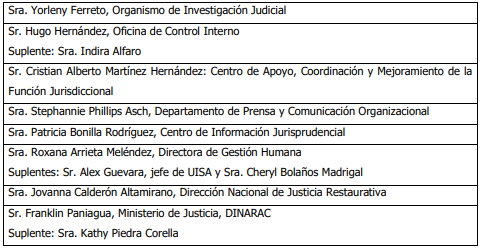 Sra. Yorleny Ferreto, Organismo de Investigación Judicial
Sr. Hugo Hernández, Oficina de Control Interno
Suplente: Sra. Indira Alfaro
Sr. Cristian Alberto Martínez Hernández: Centro de Apoyo, Coordinación y Mejoramiento de la
Función Jurisdiccional
Sra. Stephannie Phillips Asch, Departamento de Prensa y Comunicación Organizacional
Sra. Patricia Bonilla Rodríguez, Centro de Información Jurisprudencial
Sra. Roxana Arrieta Meléndez, Directora de Gestión Humana
Suplentes: Sr. Alex Guevara, jefe de UISA y Sra. Cheryl Bolaños Madrigal
Sra. Jovanna Calderón Altamirano, Dirección Nacional de Justicia Restaurativa
Sr. Franklin Paniagua, Ministerio de Justicia, DINARAC
Suplente: Sra. Kathy Piedra Corella